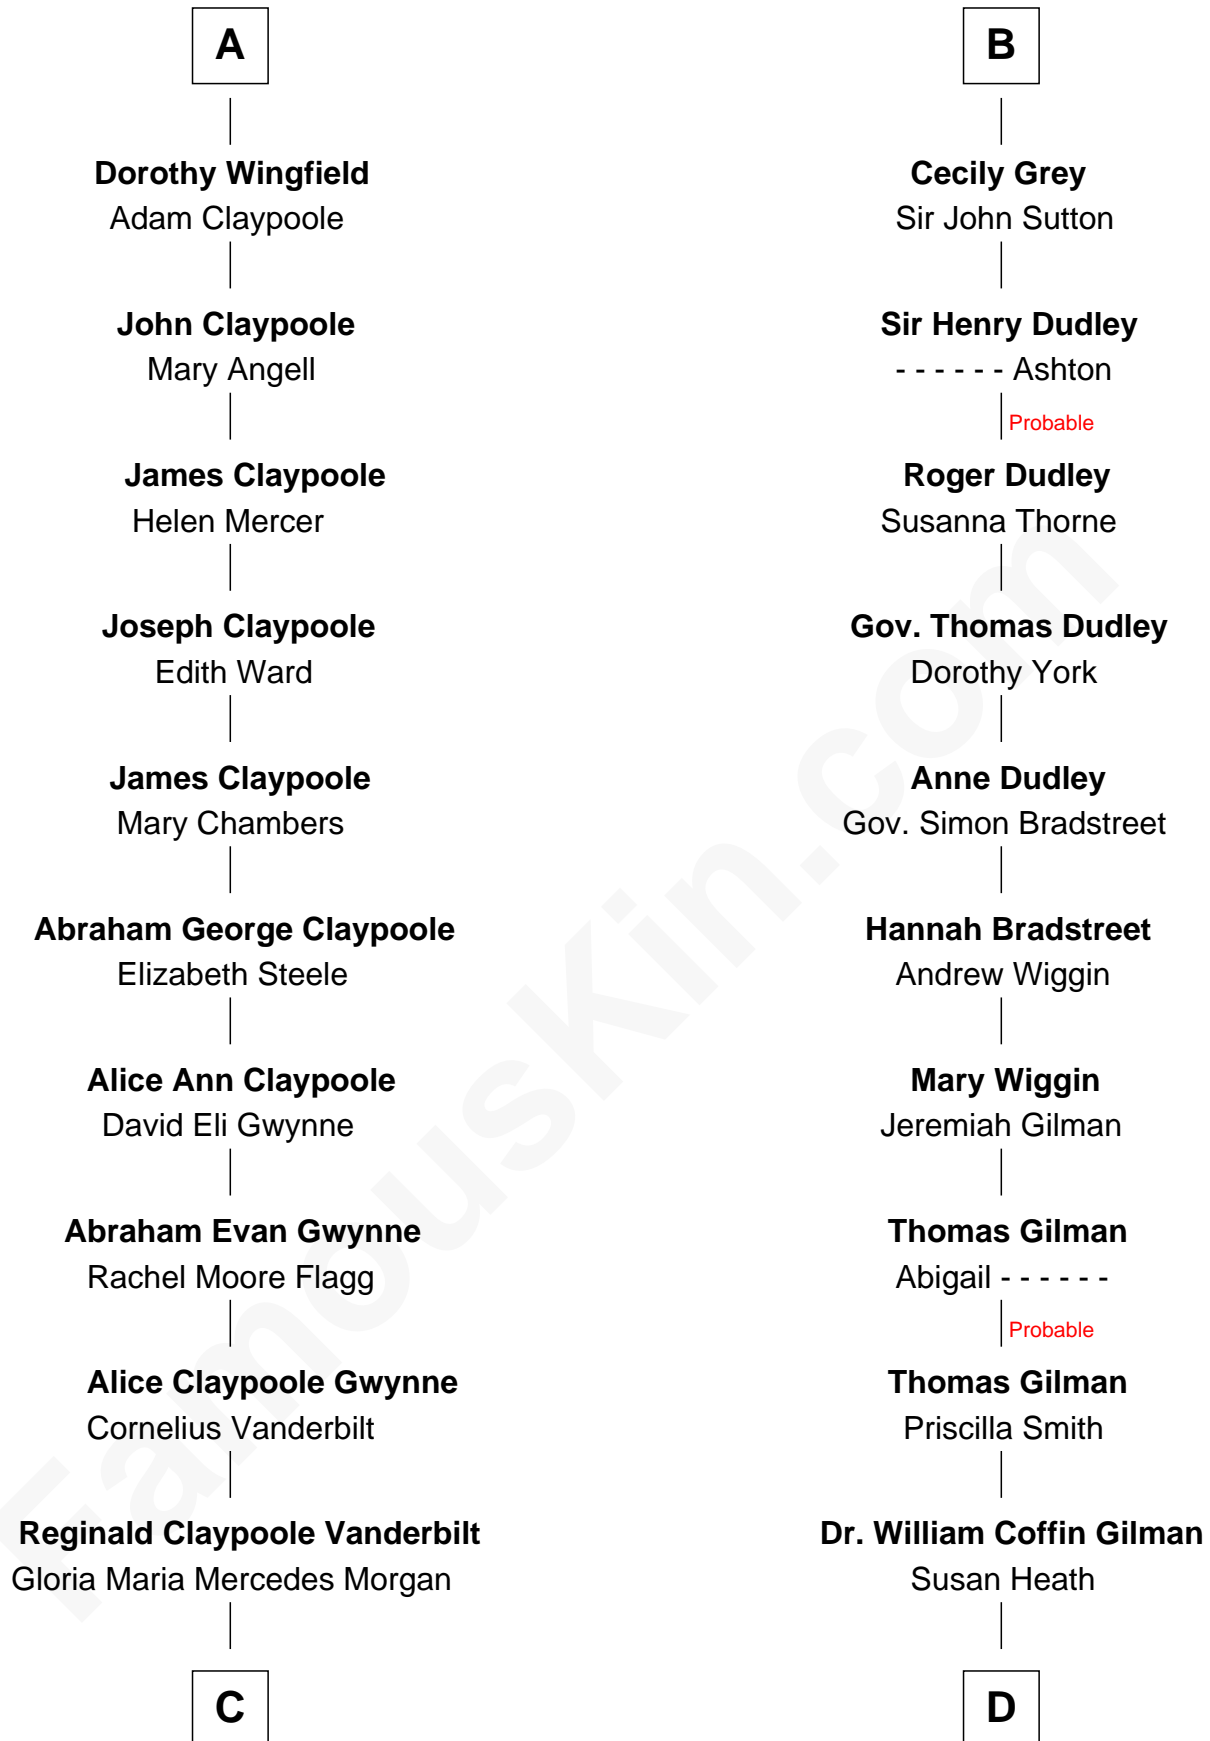 A
Dorothy Wingfield
Adam Claypoole
John Claypoole
Mary Angell
James Claypoole
Helen Mercer
Joseph Claypoole
Edith Ward
James Claypoole
Mary Chambers
Abraham George Claypoole
Elizabeth Steele
Alice Ann Claypoole
David Eli Gwynne
Abraham Evan Gwynne
Rachel Moore Flagg
Alice Claypoole Gwynne
Cornelius Vanderbilt
Reginald Claypoole Vanderbilt
Gloria Maria Mercedes Morgan
C
B
Cecily Grey
Sir John Sutton
Sir Henry Dudley
- - - - - - Ashton
Probable
Roger Dudley
Susanna Thorne
Gov. Thomas Dudley
Dorothy York
Anne Dudley
Gov. Simon Bradstreet
Hannah Bradstreet
Andrew Wiggin
Mary Wiggin
Jeremiah Gilman
Thomas Gilman
Abigail - - - - - -
Probable
Thomas Gilman
Priscilla Smith
Dr. William Coffin Gilman
Susan Heath
D
FamousKin.com